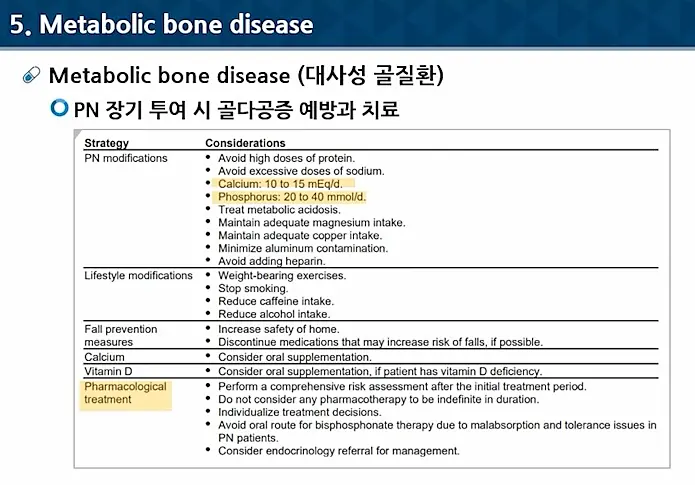 5. Metabolic bone disease
Metabolic bone disease (대사성 골질환)
PN 장기 투여 시 골다공증 예방과 치료
Strategy Considerations
PN modifications • Avoid high doses of protein.
• Avoid excessive doses of sodium.
• Calcium: 10 to 15 mEq/d.
• Phosphorus: 20 to 40 mmol/d.
• Treat metabolic acidosis.
• Maintain adequate magnesium intake.
• Maintain adequate copper intake.
• Minimize aluminum contamination.
• Avoid adding heparin.
Lifestyle modifications • Weight-bearing exercises.
• Stop smoking.
• Reduce caffeine intake.
• Reduce alcohol intake.
Fall prevention • Increase safety of home.
measures • Discontinue medications that may increase risk of falls, if possible.
Calcium • Consider oral supplementation.
Vitamin D • Consider oral supplementation, if patient has vitamin D deficiency.
Pharmacological • Perform a comprehensive risk assessment after the initial treatment period.
treatment • Do not consider any pharmacotherapy to be indefinite in duration.
• Individualize treatment decisions.
• Avoid oral route for bisphosphonate therapy due to malabsorption and tolerance issues in
PN patients.
• Consider endocrinology referral for management.